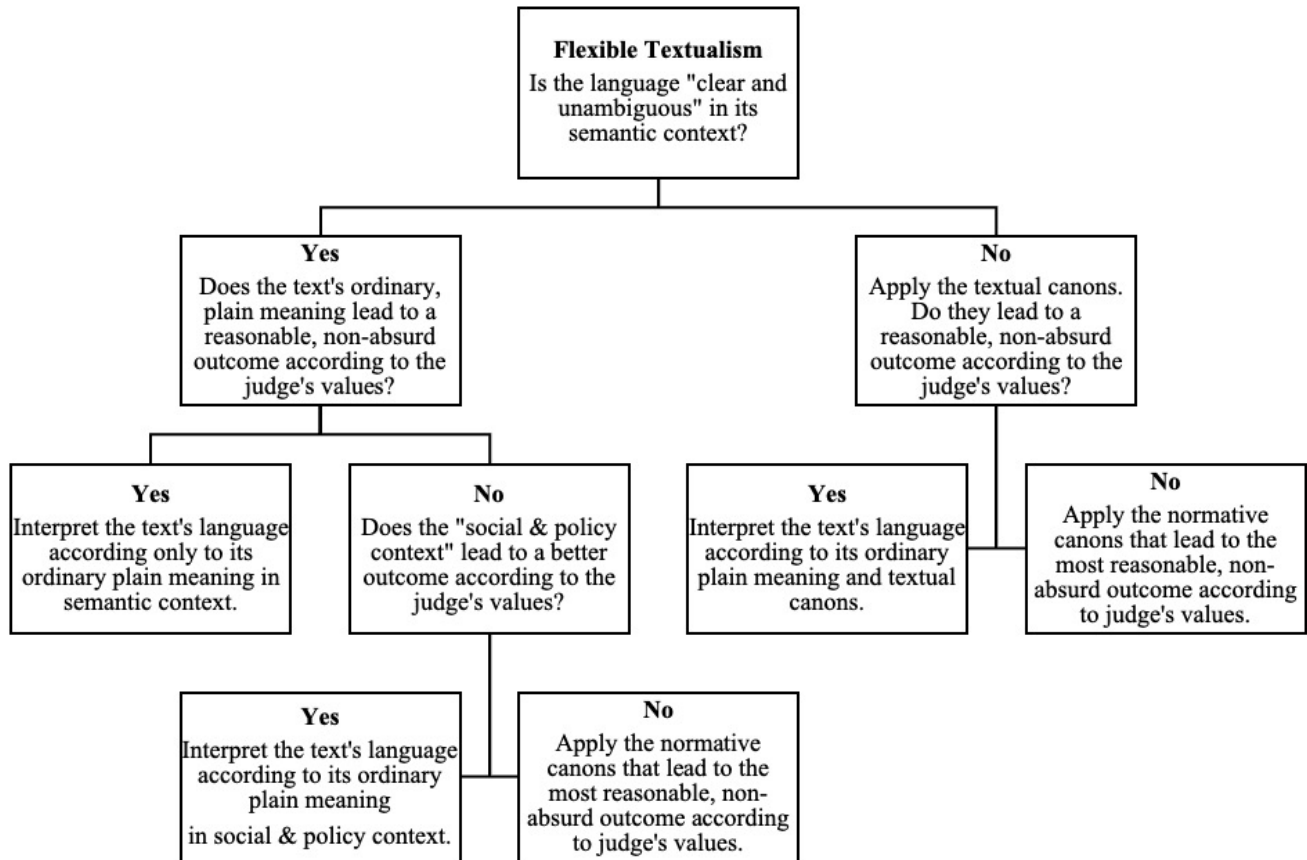 Flexible Textualism
Is the language "clear and
unambiguous" in its
semantic context?
Yes
Does the text's ordinary,
plain meaning lead to a
reasonable, non-absurd
outcome according to the
judge's values?
No
Apply the textual canons.
Do they lead to a
reasonable, non-absurd
outcome according to the
judge's values?
Yes
Interpret the text's language
according only to its
ordinary plain meaning in
semantic context.
No
Does the "social & policy
context" lead to a better
outcome according to the
judge's values?
Yes
Interpret the text's language
according to its ordinary
plain meaning and textual
canons.
No
Apply the normative
canons that lead to the
most reasonable, non-
absurd outcome according
to judge's values.
Yes
Interpret the text's language
according to its ordinary
plain meaning
in social & policy context.
No
Apply the normative
canons that lead to the
most reasonable, non-
absurd outcome according
to judge's values.